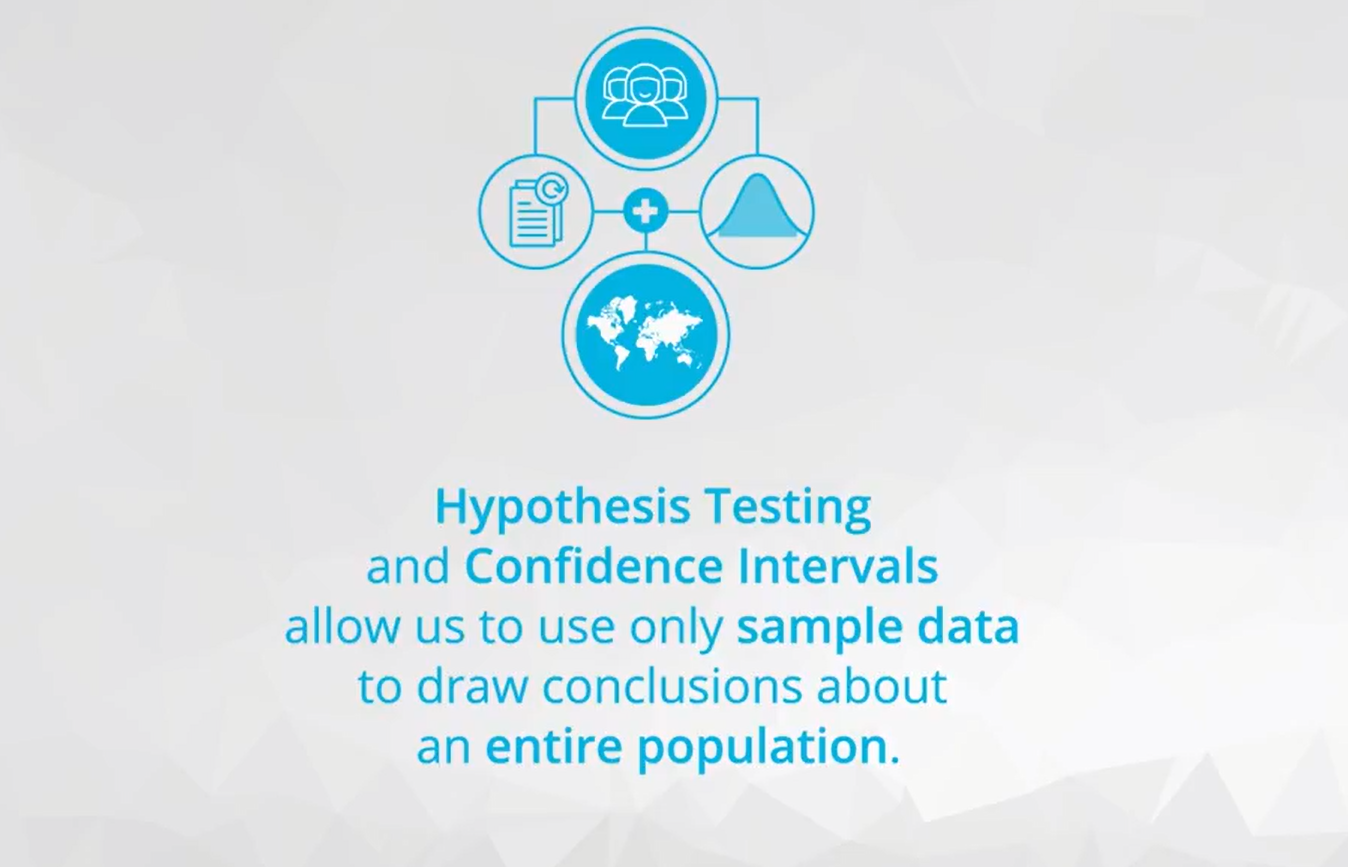 Hypothesis Testing
and Confidence Intervals
allow us to use only sample data
to draw conclusions about
an entire population.